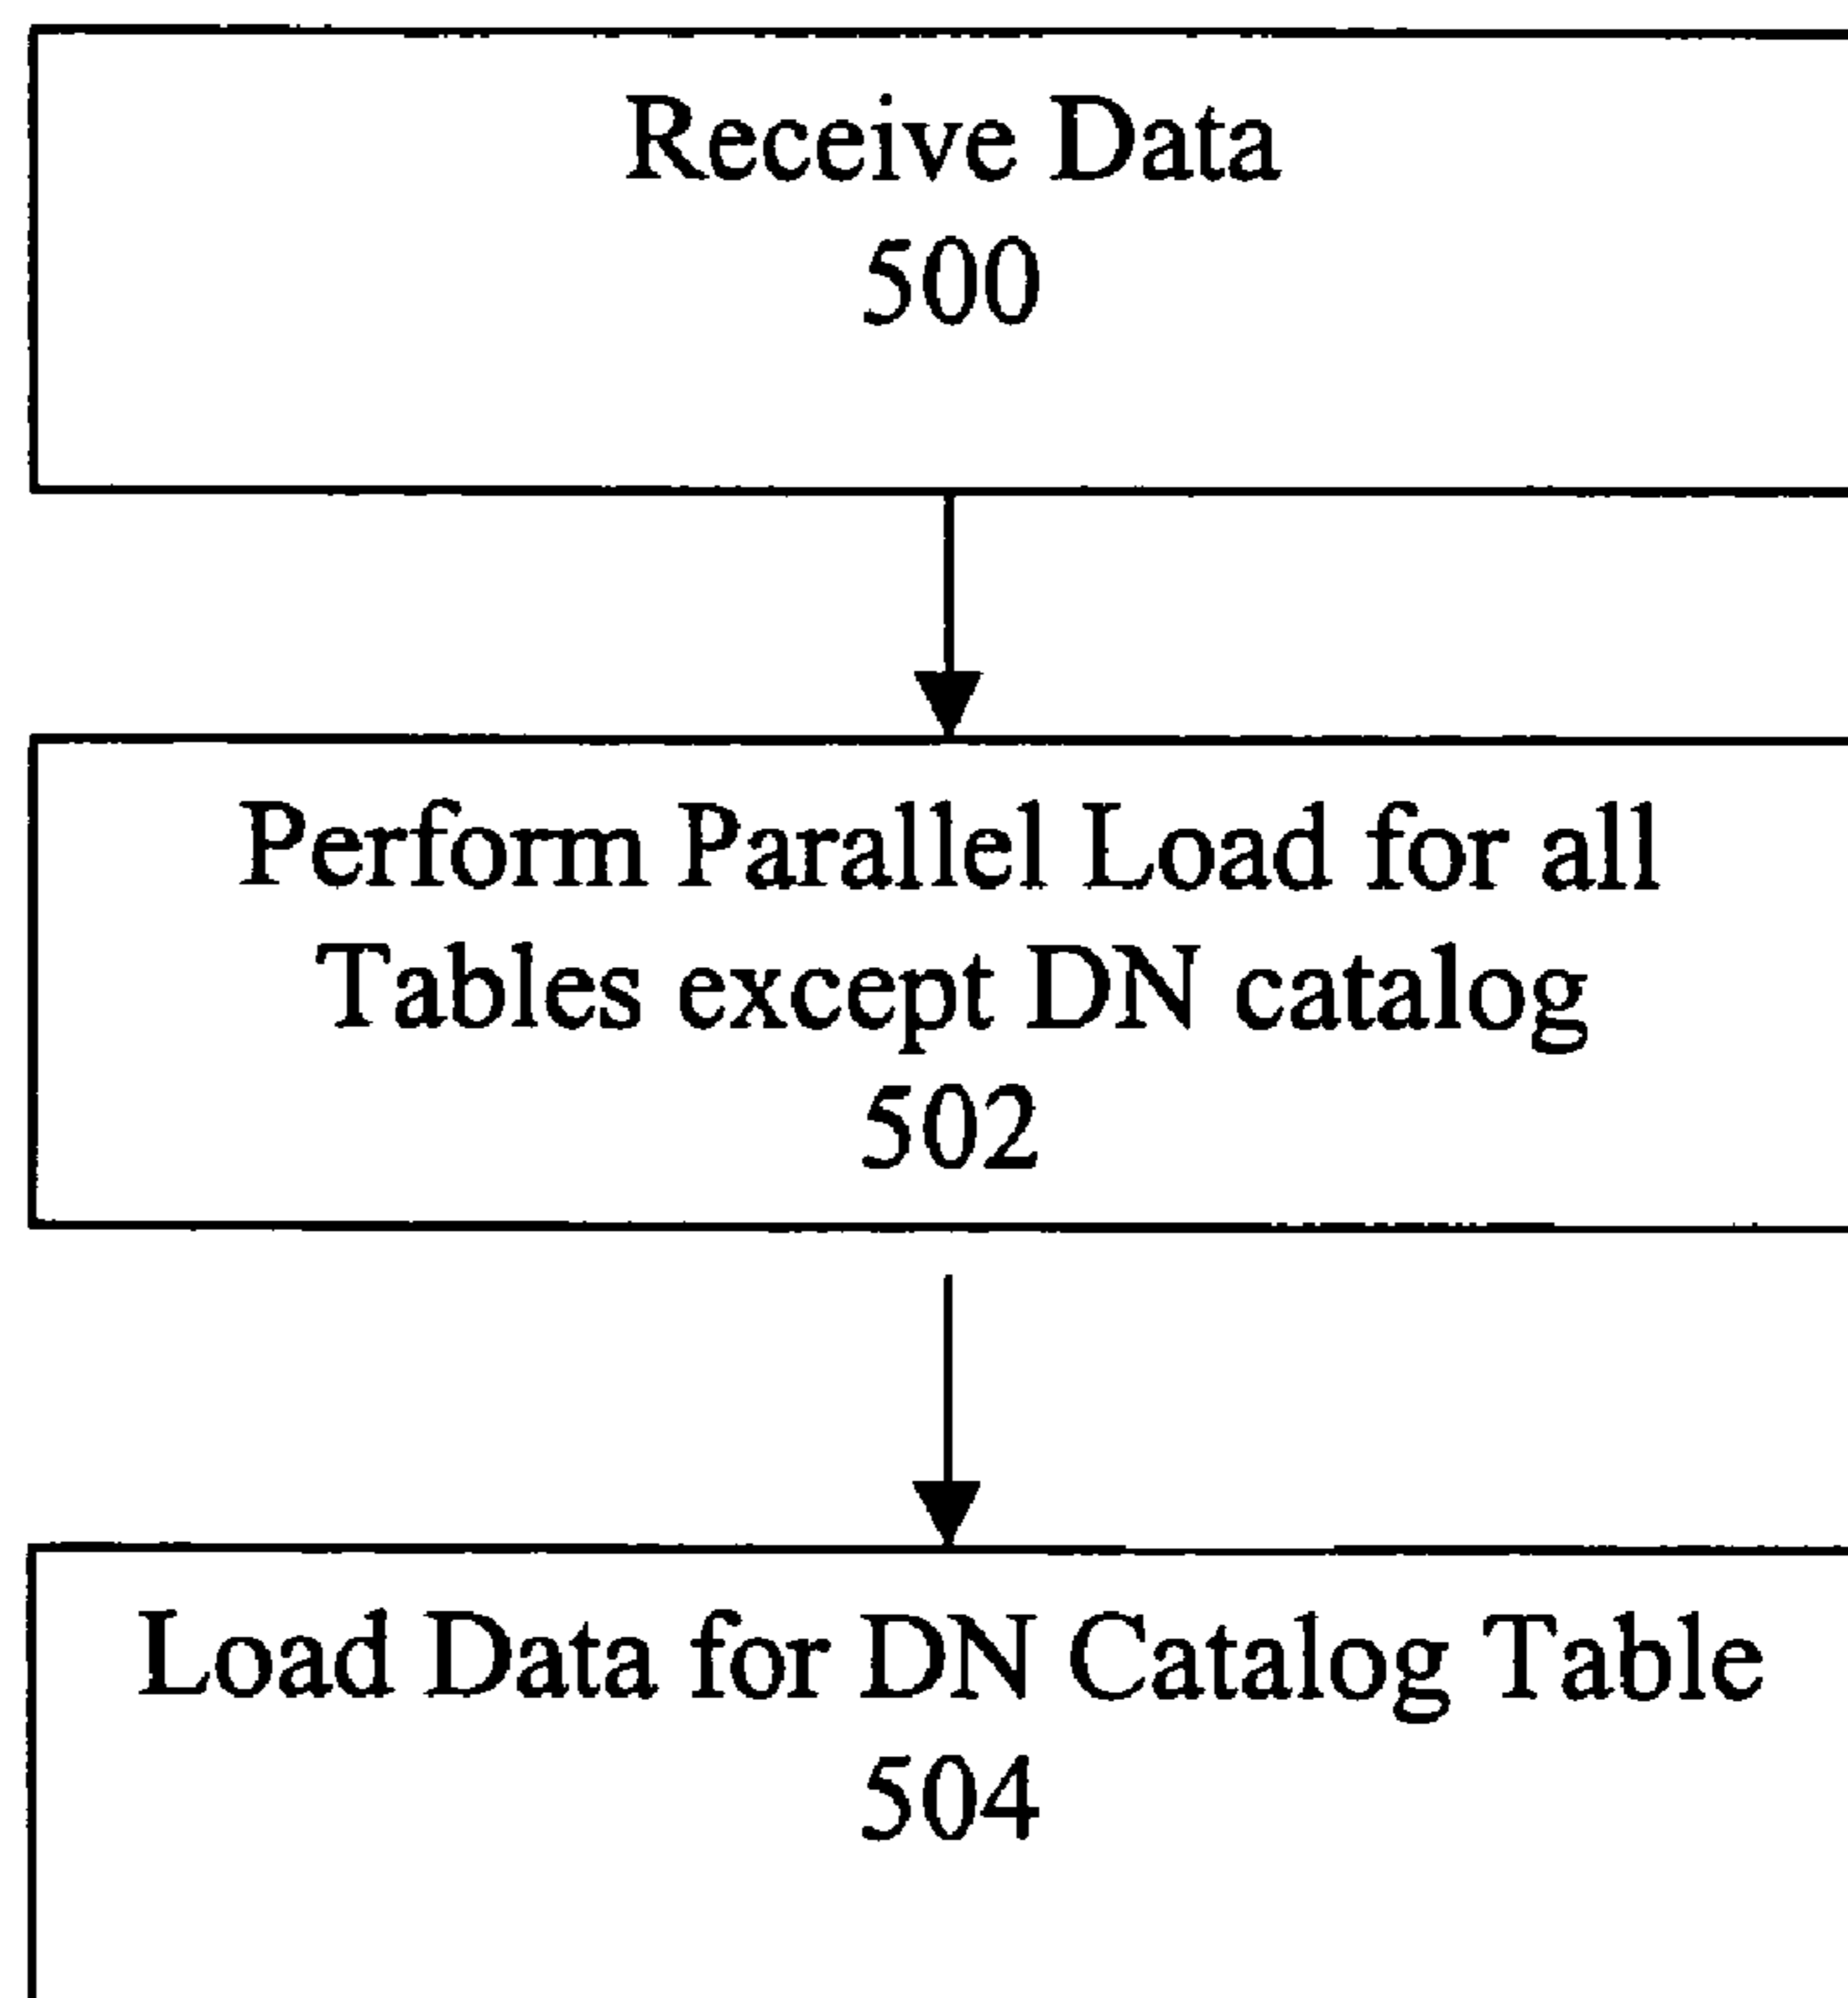 Receive Data
500
Perform Parallel Load for all
Tables except DN catalog
502
Load Data for DN Catalog Table
504